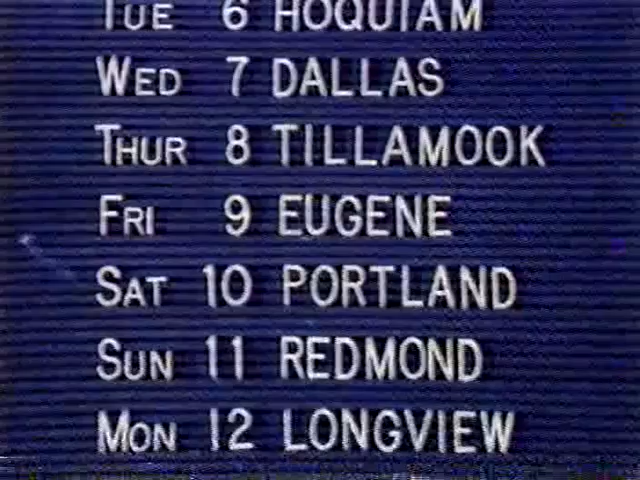 TUE 6 HOQUIAM
WED 7 DALLAS
THUR 8 TILLAMOOK
FRI 9 EUGENE
SAT 10 PORTLAND
SUN 11 REDMOND
MON 12 LONGVIEW